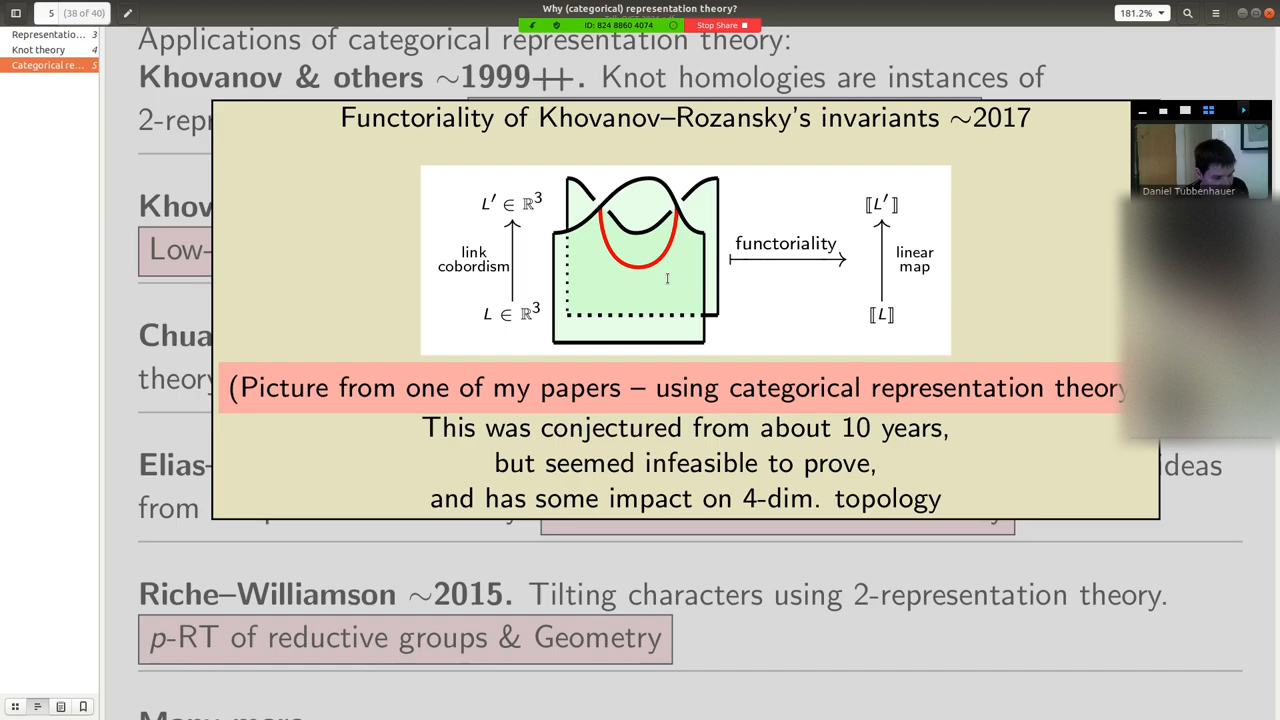 5 (38 of 40)
Why (categorical) representation theory?
181.2%
ID: 824 8860 4074
Stop Share
Representatio... 3
Knot theory 4
Categorical re... 5
Applications of categorical representation theory:
Khovanov & others ∼1999++. Knot homologies are instances of
2-repr
Functoriality of Khovanov–Rozansky's invariants ∼2017
Daniel Tubbenhauer
L′ ∈ ℝ³
⟦L′⟧
Khov
link
cobordism
functoriality
linear
map
Low-
L ∈ ℝ³
⟦L⟧
Chua
theory
(Picture from one of my papers – using categorical representation theory
This was conjectured from about 10 years,
but seemed infeasible to prove,
Elias–
ideas
from
and has some impact on 4-dim. topology
Riche–Williamson ∼2015. Tilting characters using 2-representation theory.
p-RT of reductive groups & Geometry